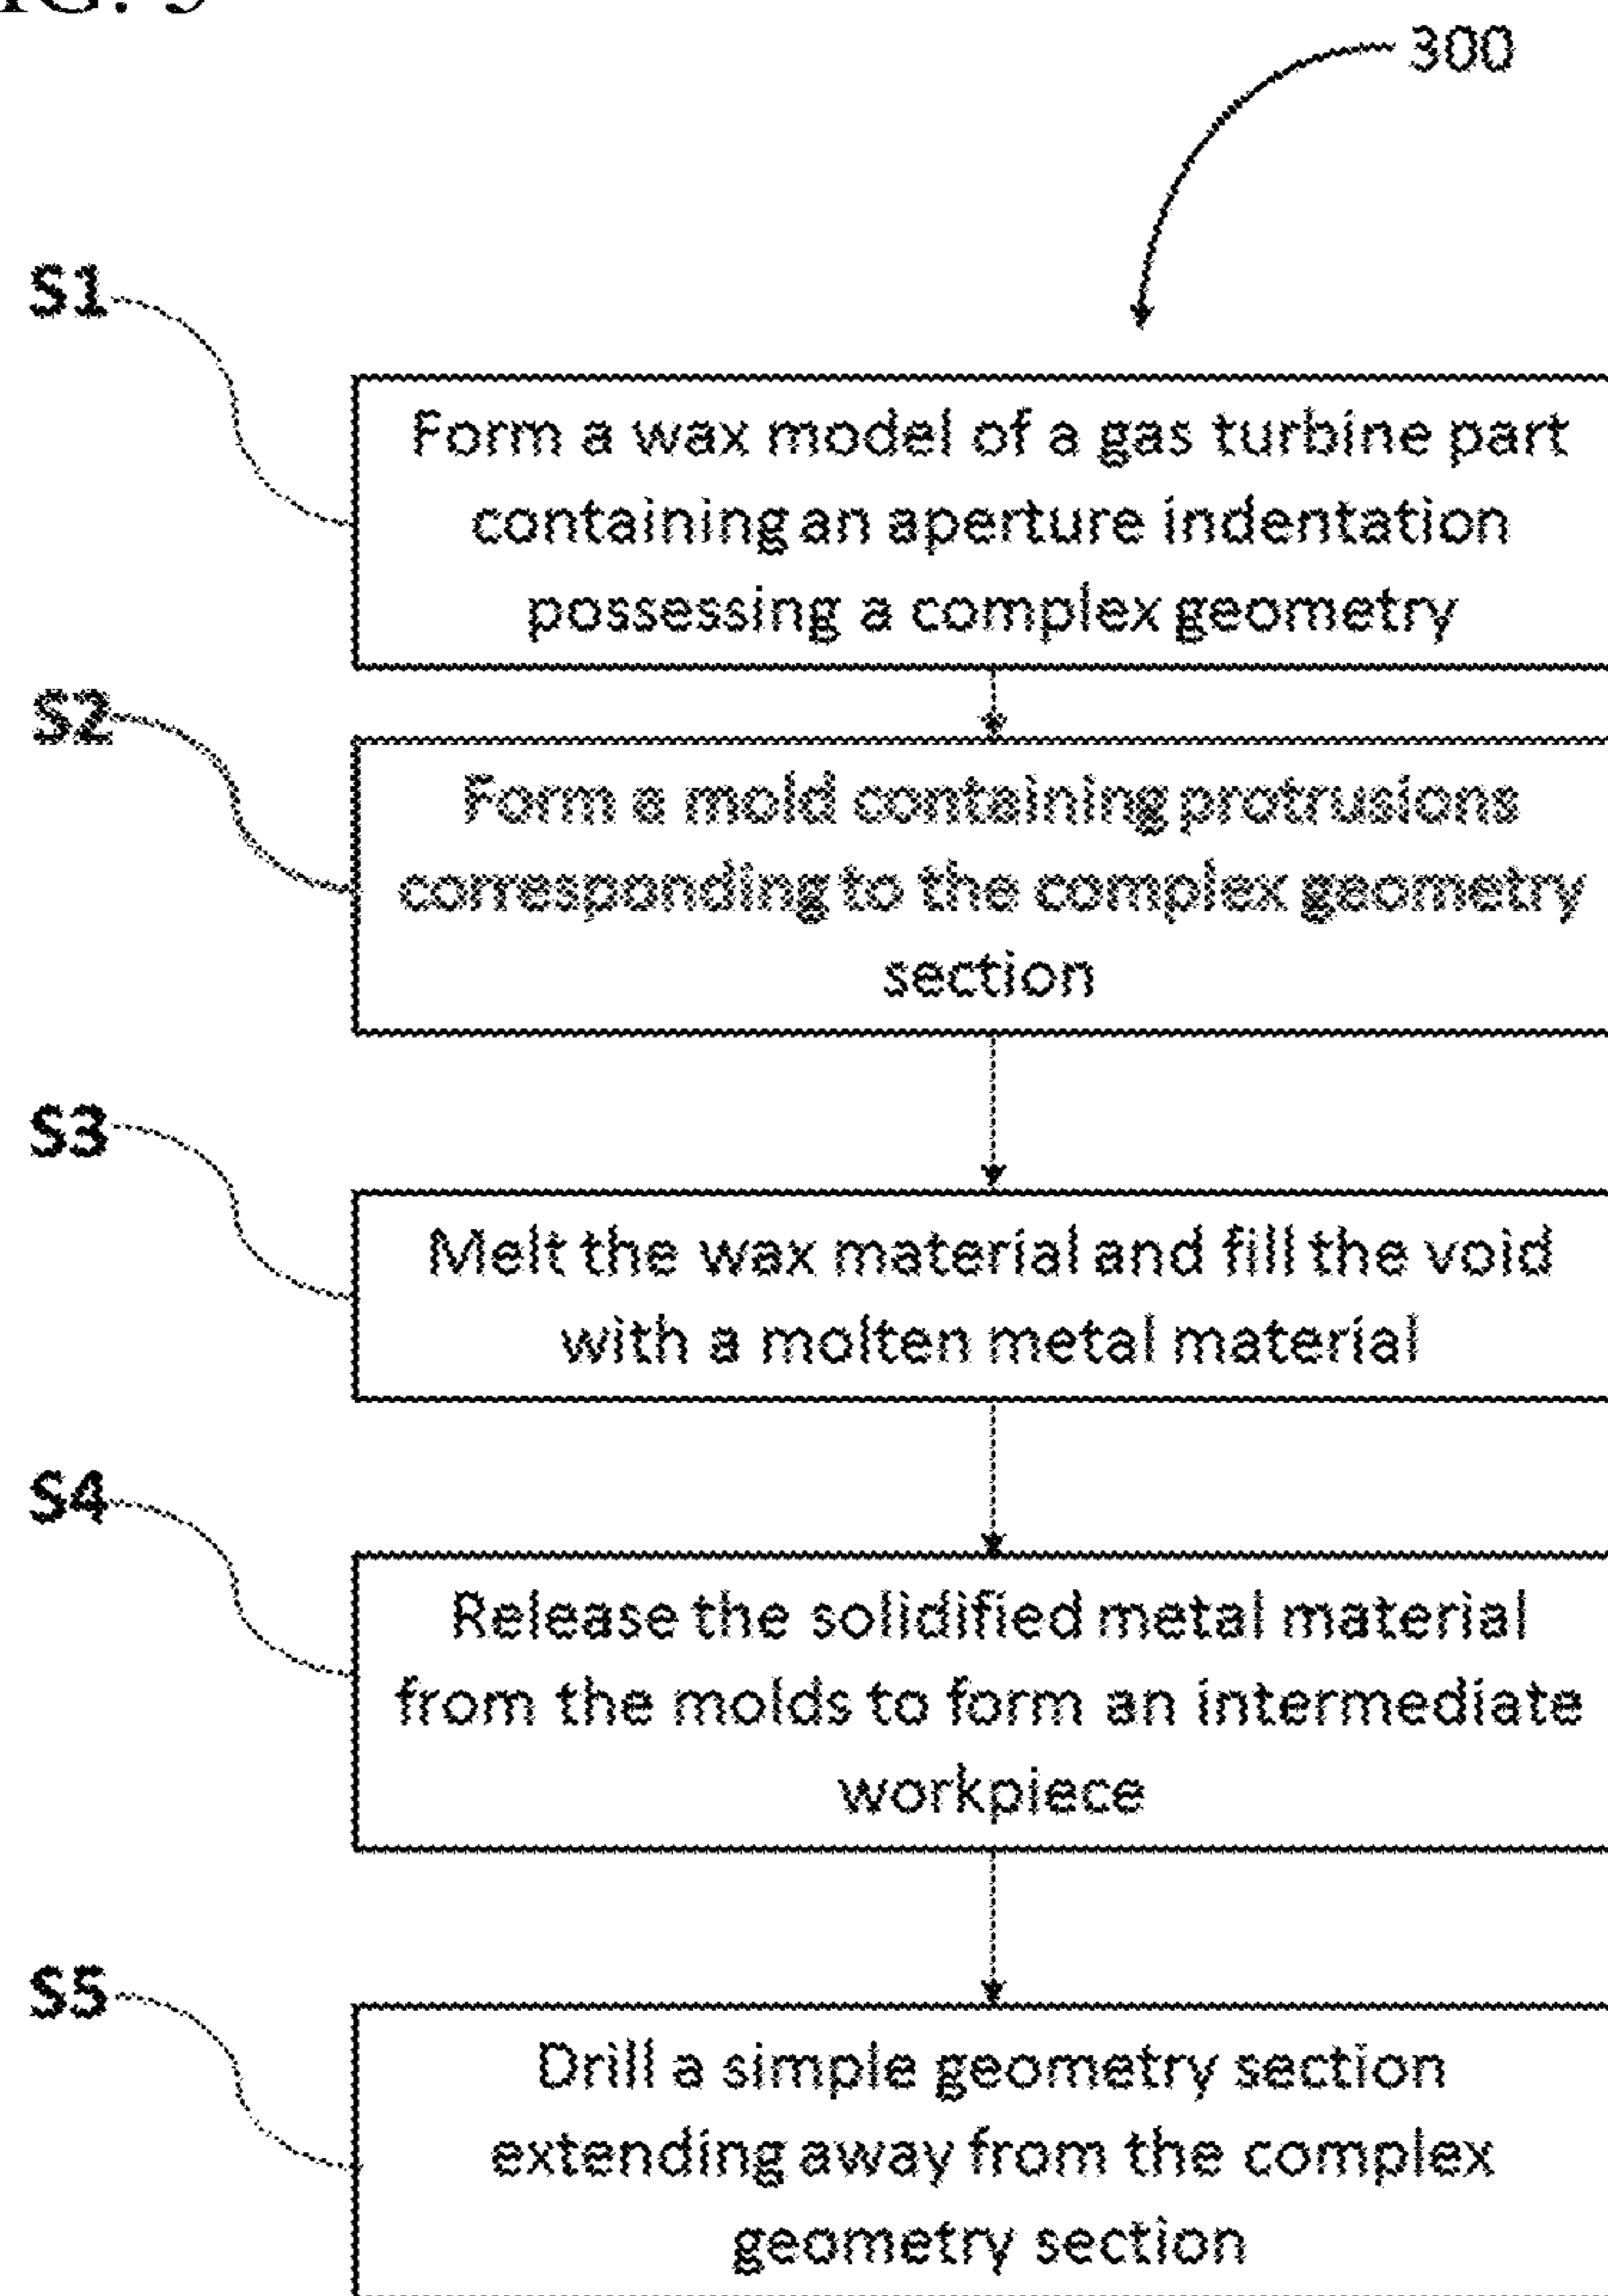 300
S1
Form a wax model of a gas turbine part
containing an aperture indentation
possessing a complex geometry
S2
Form a mold containing protrusions
corresponding to the complex geometry
section
S3
Melt the wax material and fill the void
with a molten metal material
S4
Release the solidified metal material
from the molds to form an intermediate
workpiece
S5
Drill a simple geometry section
extending away from the complex
geometry section